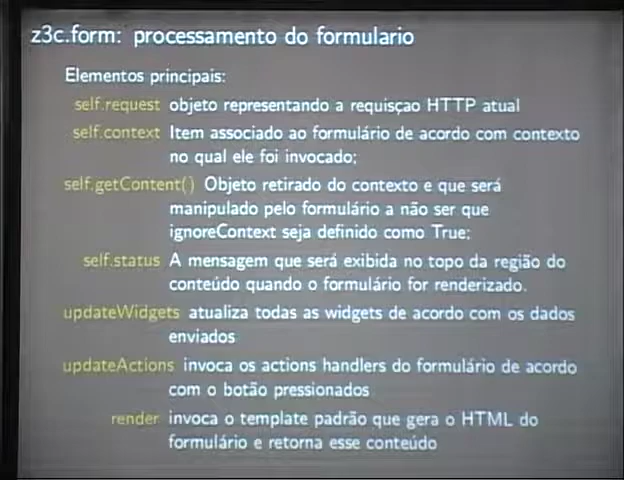 z3c.form: processamento do formulario
Elementos principais:
self.request objeto representando a requisçao HTTP atual
self.context Item associado ao formulário de acordo com contexto
no qual ele foi invocado;
self.getContent() Objeto retirado do contexto e que será
manipulado pelo formulário a não ser que
ignoreContext seja definido como True;
self.status A mensagem que será exibida no topo da região do
conteúdo quando o formulário for renderizado.
updateWidgets atualiza todas as widgets de acordo com os dados
enviados
updateActions invoca os actions handlers do formulário de acordo
com o botão pressionados
render invoca o template padrão que gera o HTML do
formulário e retorna esse conteúdo